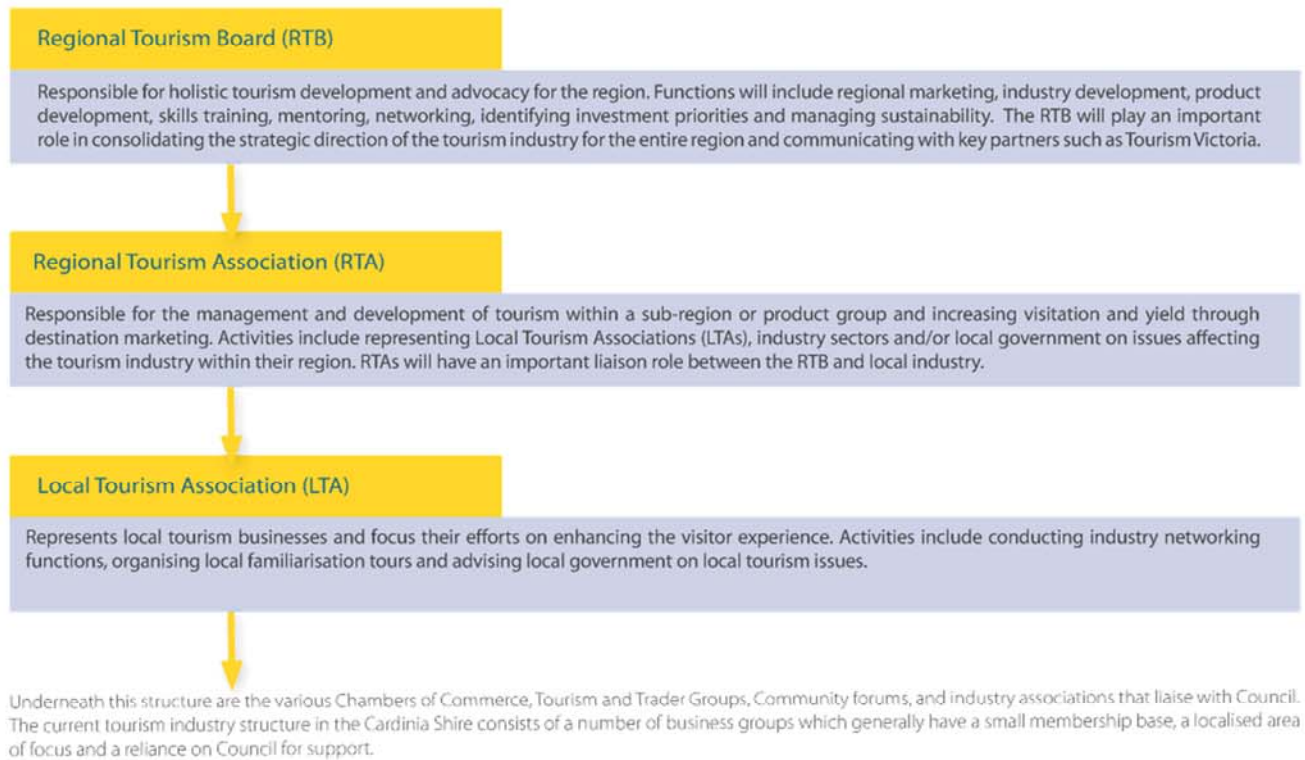 Regional Tourism Board (RTB)
Responsible for holistic tourism development and advocacy for the region. Functions will include regional marketing, industry development, product
development, skills training, mentoring, networking, identifying investment priorities and managing sustainability. The RTB will play an important
role in consolidating the strategic direction of the tourism industry for the entire region and communicating with key partners such as Tourism Victoria.
Regional Tourism Association (RTA)
Responsible for the management and development of tourism within a sub-region or product group and increasing visitation and yield through
destination marketing. Activities include representing Local Tourism Associations (LTAs), industry sectors and/or local government on issues affecting
the tourism industry within their region. RTAs will have an important liaison role between the RTB and local industry.
Local Tourism Association (LTA)
Represents local tourism businesses and focus their efforts on enhancing the visitor experience. Activities include conducting industry networking
functions, organising local familiarisation tours and advising local government on local tourism issues.
Underneath this structure are the various Chambers of Commerce, Tourism and Trader Groups, Community forums, and industry associations that liaise with Council.
The current tourism industry structure in the Cardinia Shire consists of a number of business groups which generally have a small membership base, a localised area
of focus and a reliance on Council for support.